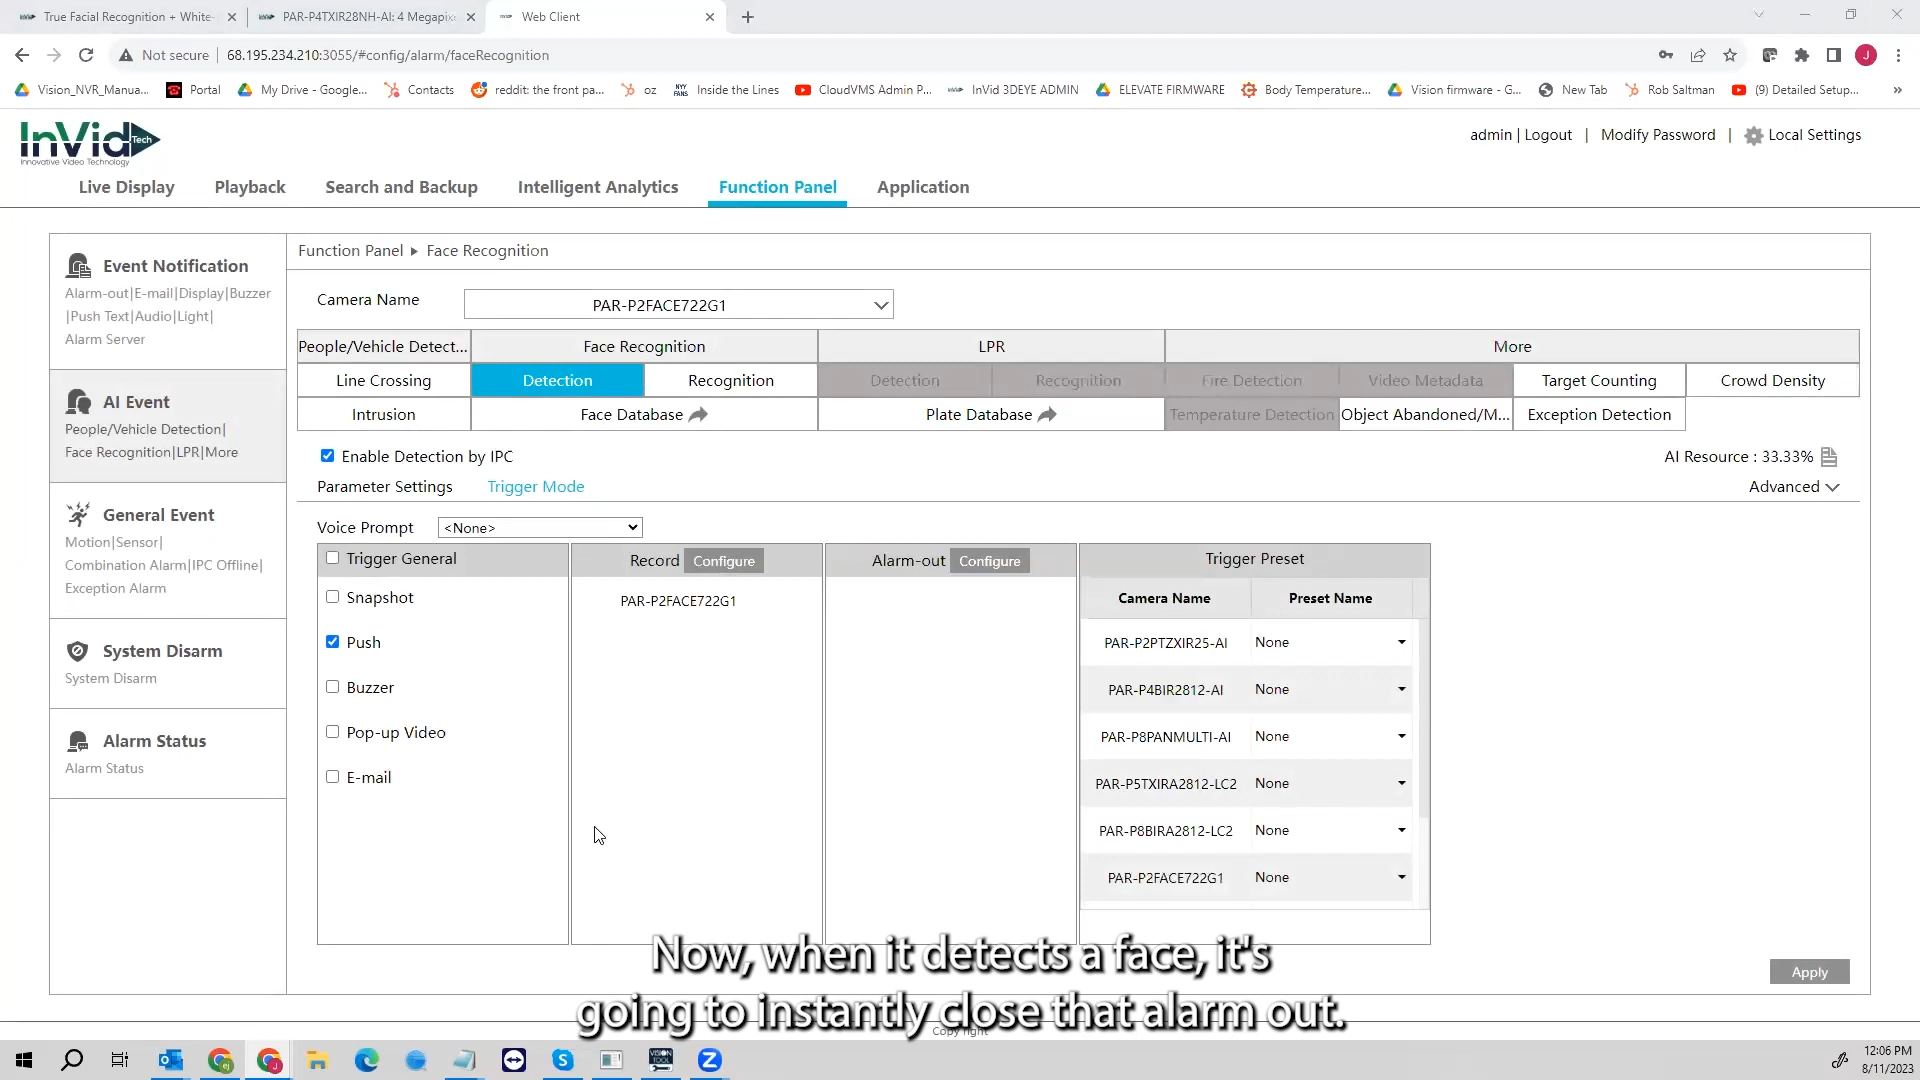 True Facial Recognition + White-
PAR-P4TXIR28NH-AI: 4 Megapix
Web Client
Not secure
68.195.234.210:3055/#config/alarm/faceRecognition
J
Vision_NVR_Manua...
Portal
My Drive - Google...
Contacts
reddit: the front pa...
oz
Inside the Lines
CloudVMS Admin P...
InVid 3DEYE ADMIN
ELEVATE FIRMWARE
Body Temperature...
Vision firmware - G...
New Tab
Rob Saltman
(9) Detailed Setup...
»
InVid Tech
Innovative Video Technology
admin | Logout | Modify Password | Local Settings
Live Display
Playback
Search and Backup
Intelligent Analytics
Function Panel
Application
Event Notification
Alarm-out|E-mail|Display|Buzzer
|Push Text|Audio|Light|
Alarm Server
AI Event
People/Vehicle Detection|
Face Recognition|LPR|More
General Event
Motion|Sensor|
Combination Alarm|IPC Offline|
Exception Alarm
System Disarm
System Disarm
Alarm Status
Alarm Status
Function Panel ▸ Face Recognition
Camera Name
PAR-P2FACE722G1
People/Vehicle Detect...
Face Recognition
LPR
More
Line Crossing
Detection
Recognition
Detection
Recognition
Fire Detection
Video Metadata
Target Counting
Crowd Density
Intrusion
Face Database
Plate Database
Temperature Detection
Object Abandoned/M...
Exception Detection
Enable Detection by IPC
AI Resource : 33.33%
Parameter Settings
Trigger Mode
Advanced
Voice Prompt
<None>
Trigger General
Snapshot
Push
Buzzer
Pop-up Video
E-mail
Record
Configure
PAR-P2FACE722G1
Alarm-out
Configure
Trigger Preset
Camera Name
Preset Name
PAR-P2PTZXIR25-AI
None
PAR-P4BIR2812-AI
None
PAR-P8PANMULTI-AI
None
PAR-P5TXIRA2812-LC2
None
PAR-P8BIRA2812-LC2
None
PAR-P2FACE722G1
None
Apply
Now, when it detects a face, it's
going to instantly close that alarm out.
Copy right
12:06 PM
8/11/2023